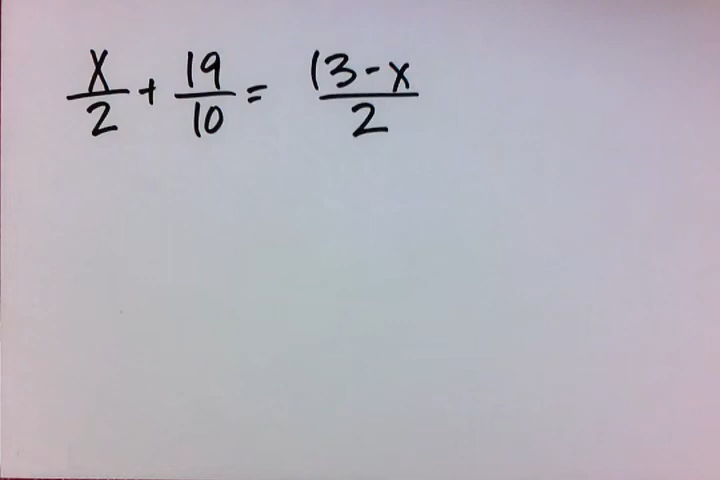 x/2 + 19/10 = 13-x/2